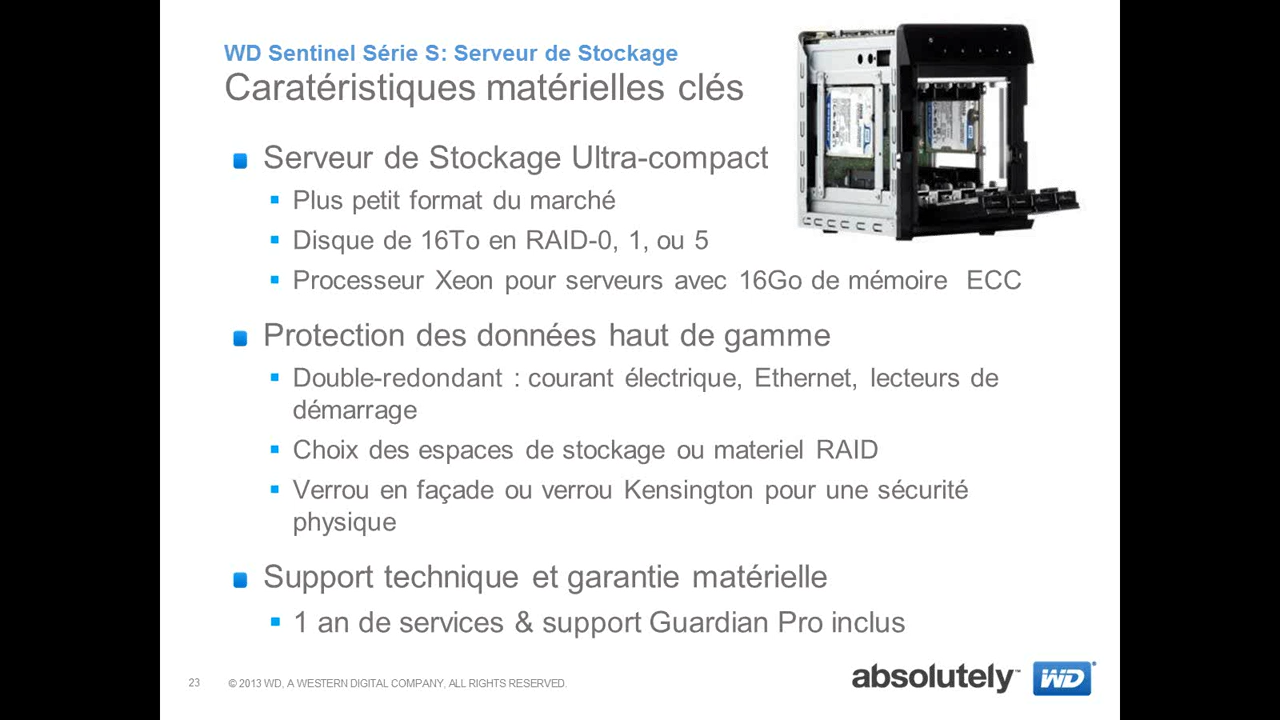 WD Sentinel Série S: Serveur de Stockage
Caratéristiques matérielles clés
Serveur de Stockage Ultra-compact
Plus petit format du marché
Disque de 16To en RAID-0, 1, ou 5
Processeur Xeon pour serveurs avec 16Go de mémoire ECC
Protection des données haut de gamme
Double-redondant : courant électrique, Ethernet, lecteurs de
démarrage
Choix des espaces de stockage ou materiel RAID
Verrou en façade ou verrou Kensington pour une sécurité
physique
Support technique et garantie matérielle
1 an de services & support Guardian Pro inclus
23 © 2013 WD, A WESTERN DIGITAL COMPANY, ALL RIGHTS RESERVED.
absolutely™ WD®